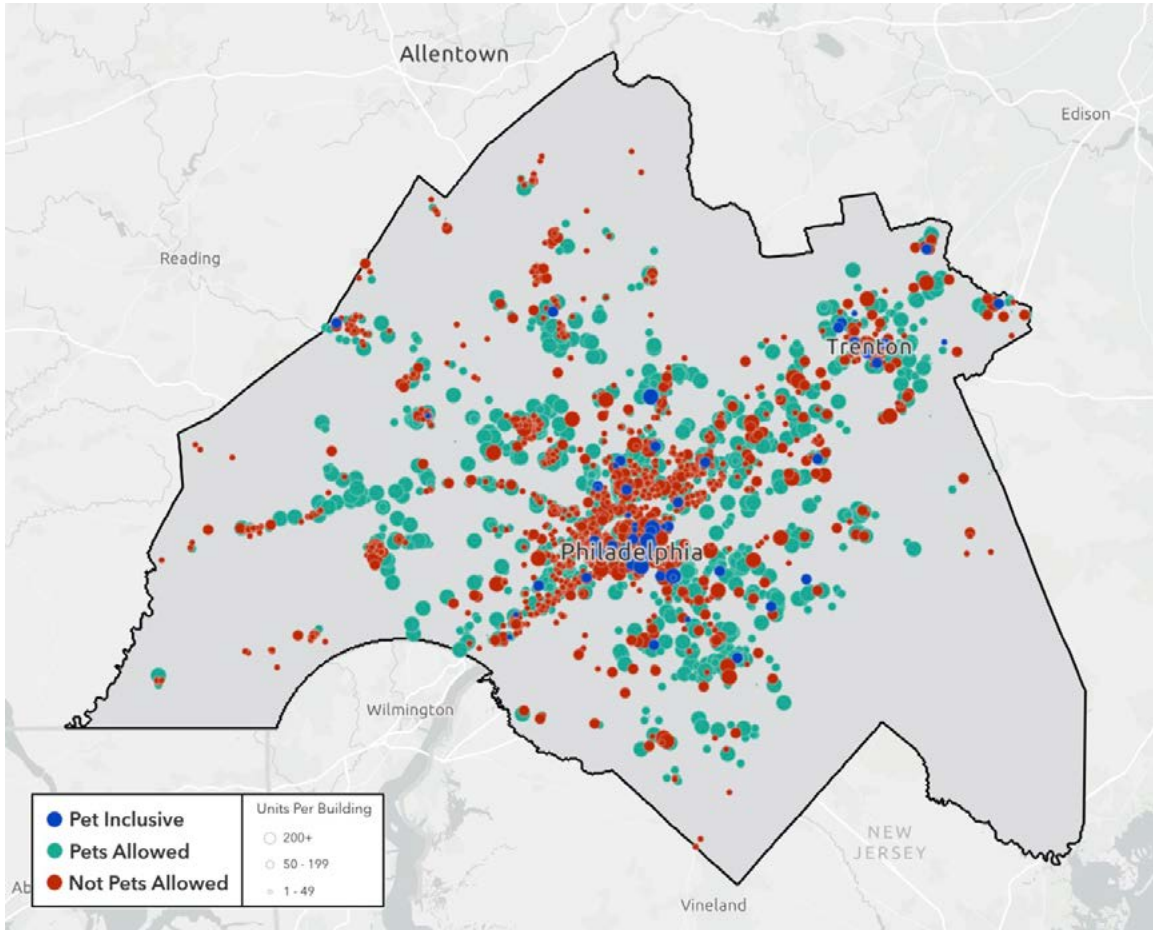 Allentown
Edison
Reading
Trenton
Philadelphia
Wilmington
NEW
JERSEY
Vineland
Pet Inclusive
Pets Allowed
Not Pets Allowed
Units Per Building
200+
50 - 199
1 - 49
Ab